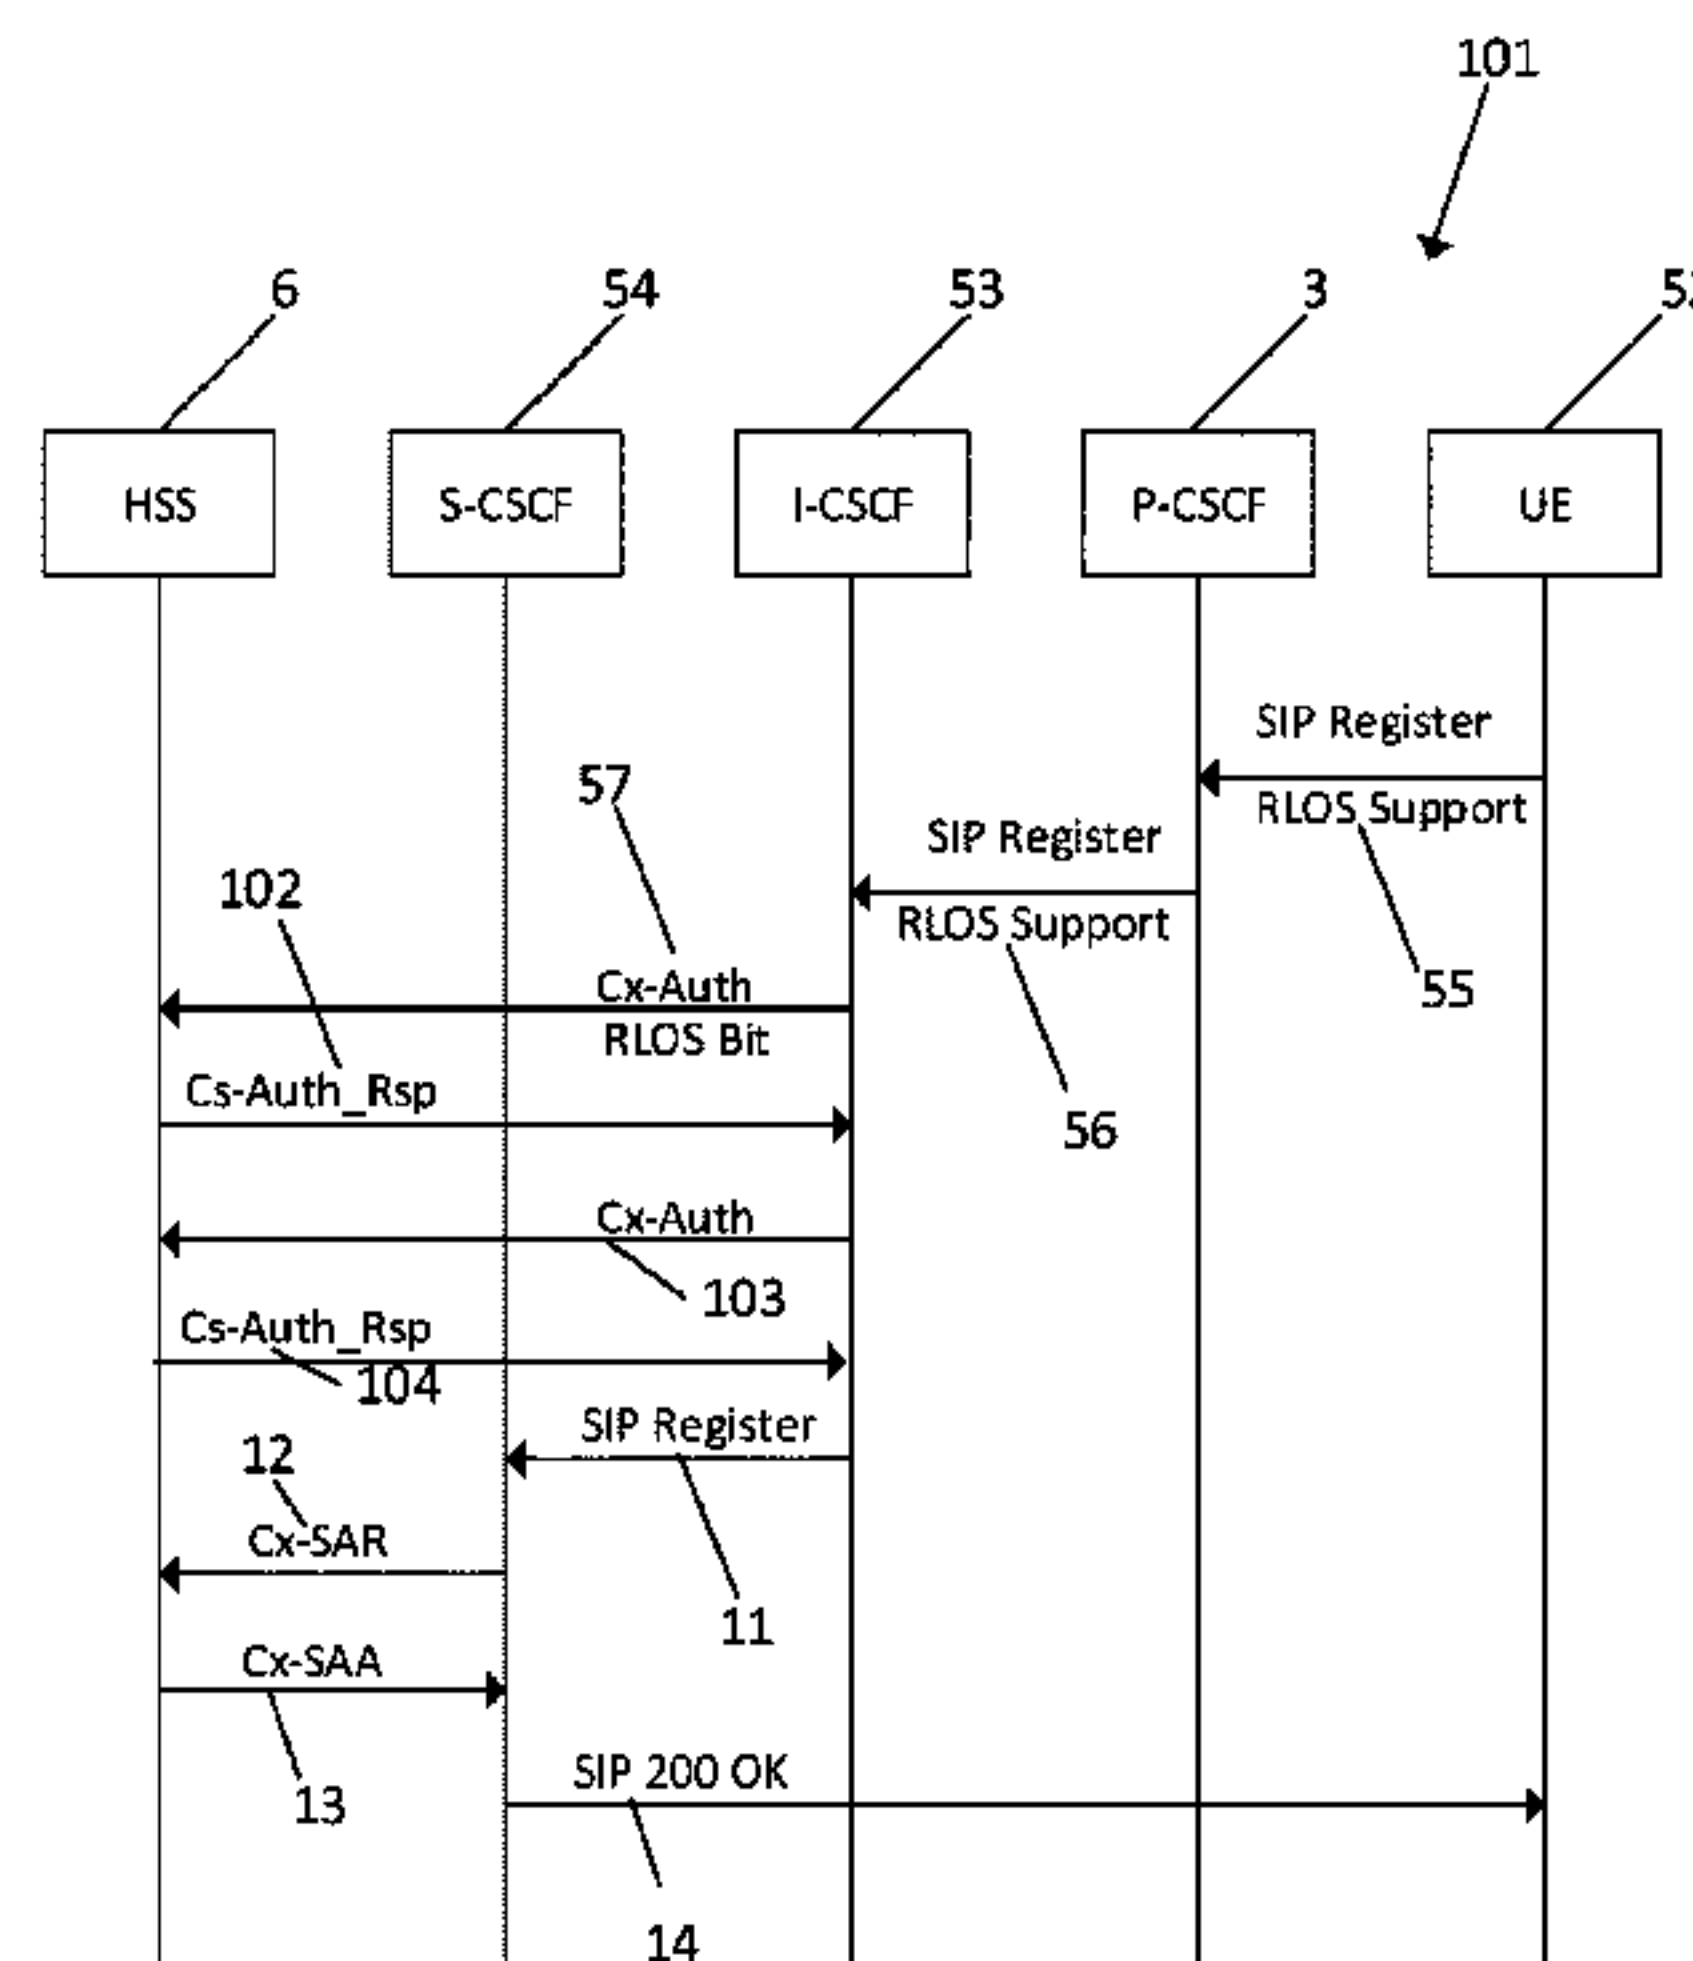 101
6 54 53 3
HSS S-CSCF I-CSCF P-CSCF UE
SIP Register
RLOS Support
55
SIP Register
RLOS Support
56
57
Cx-Auth
RLOS Bit
102
Cs-Auth_Rsp
Cx-Auth
103
Cs-Auth_Rsp
104
SIP Register
11
12
Cx-SAR
Cx-SAA
13
SIP 200 OK
14